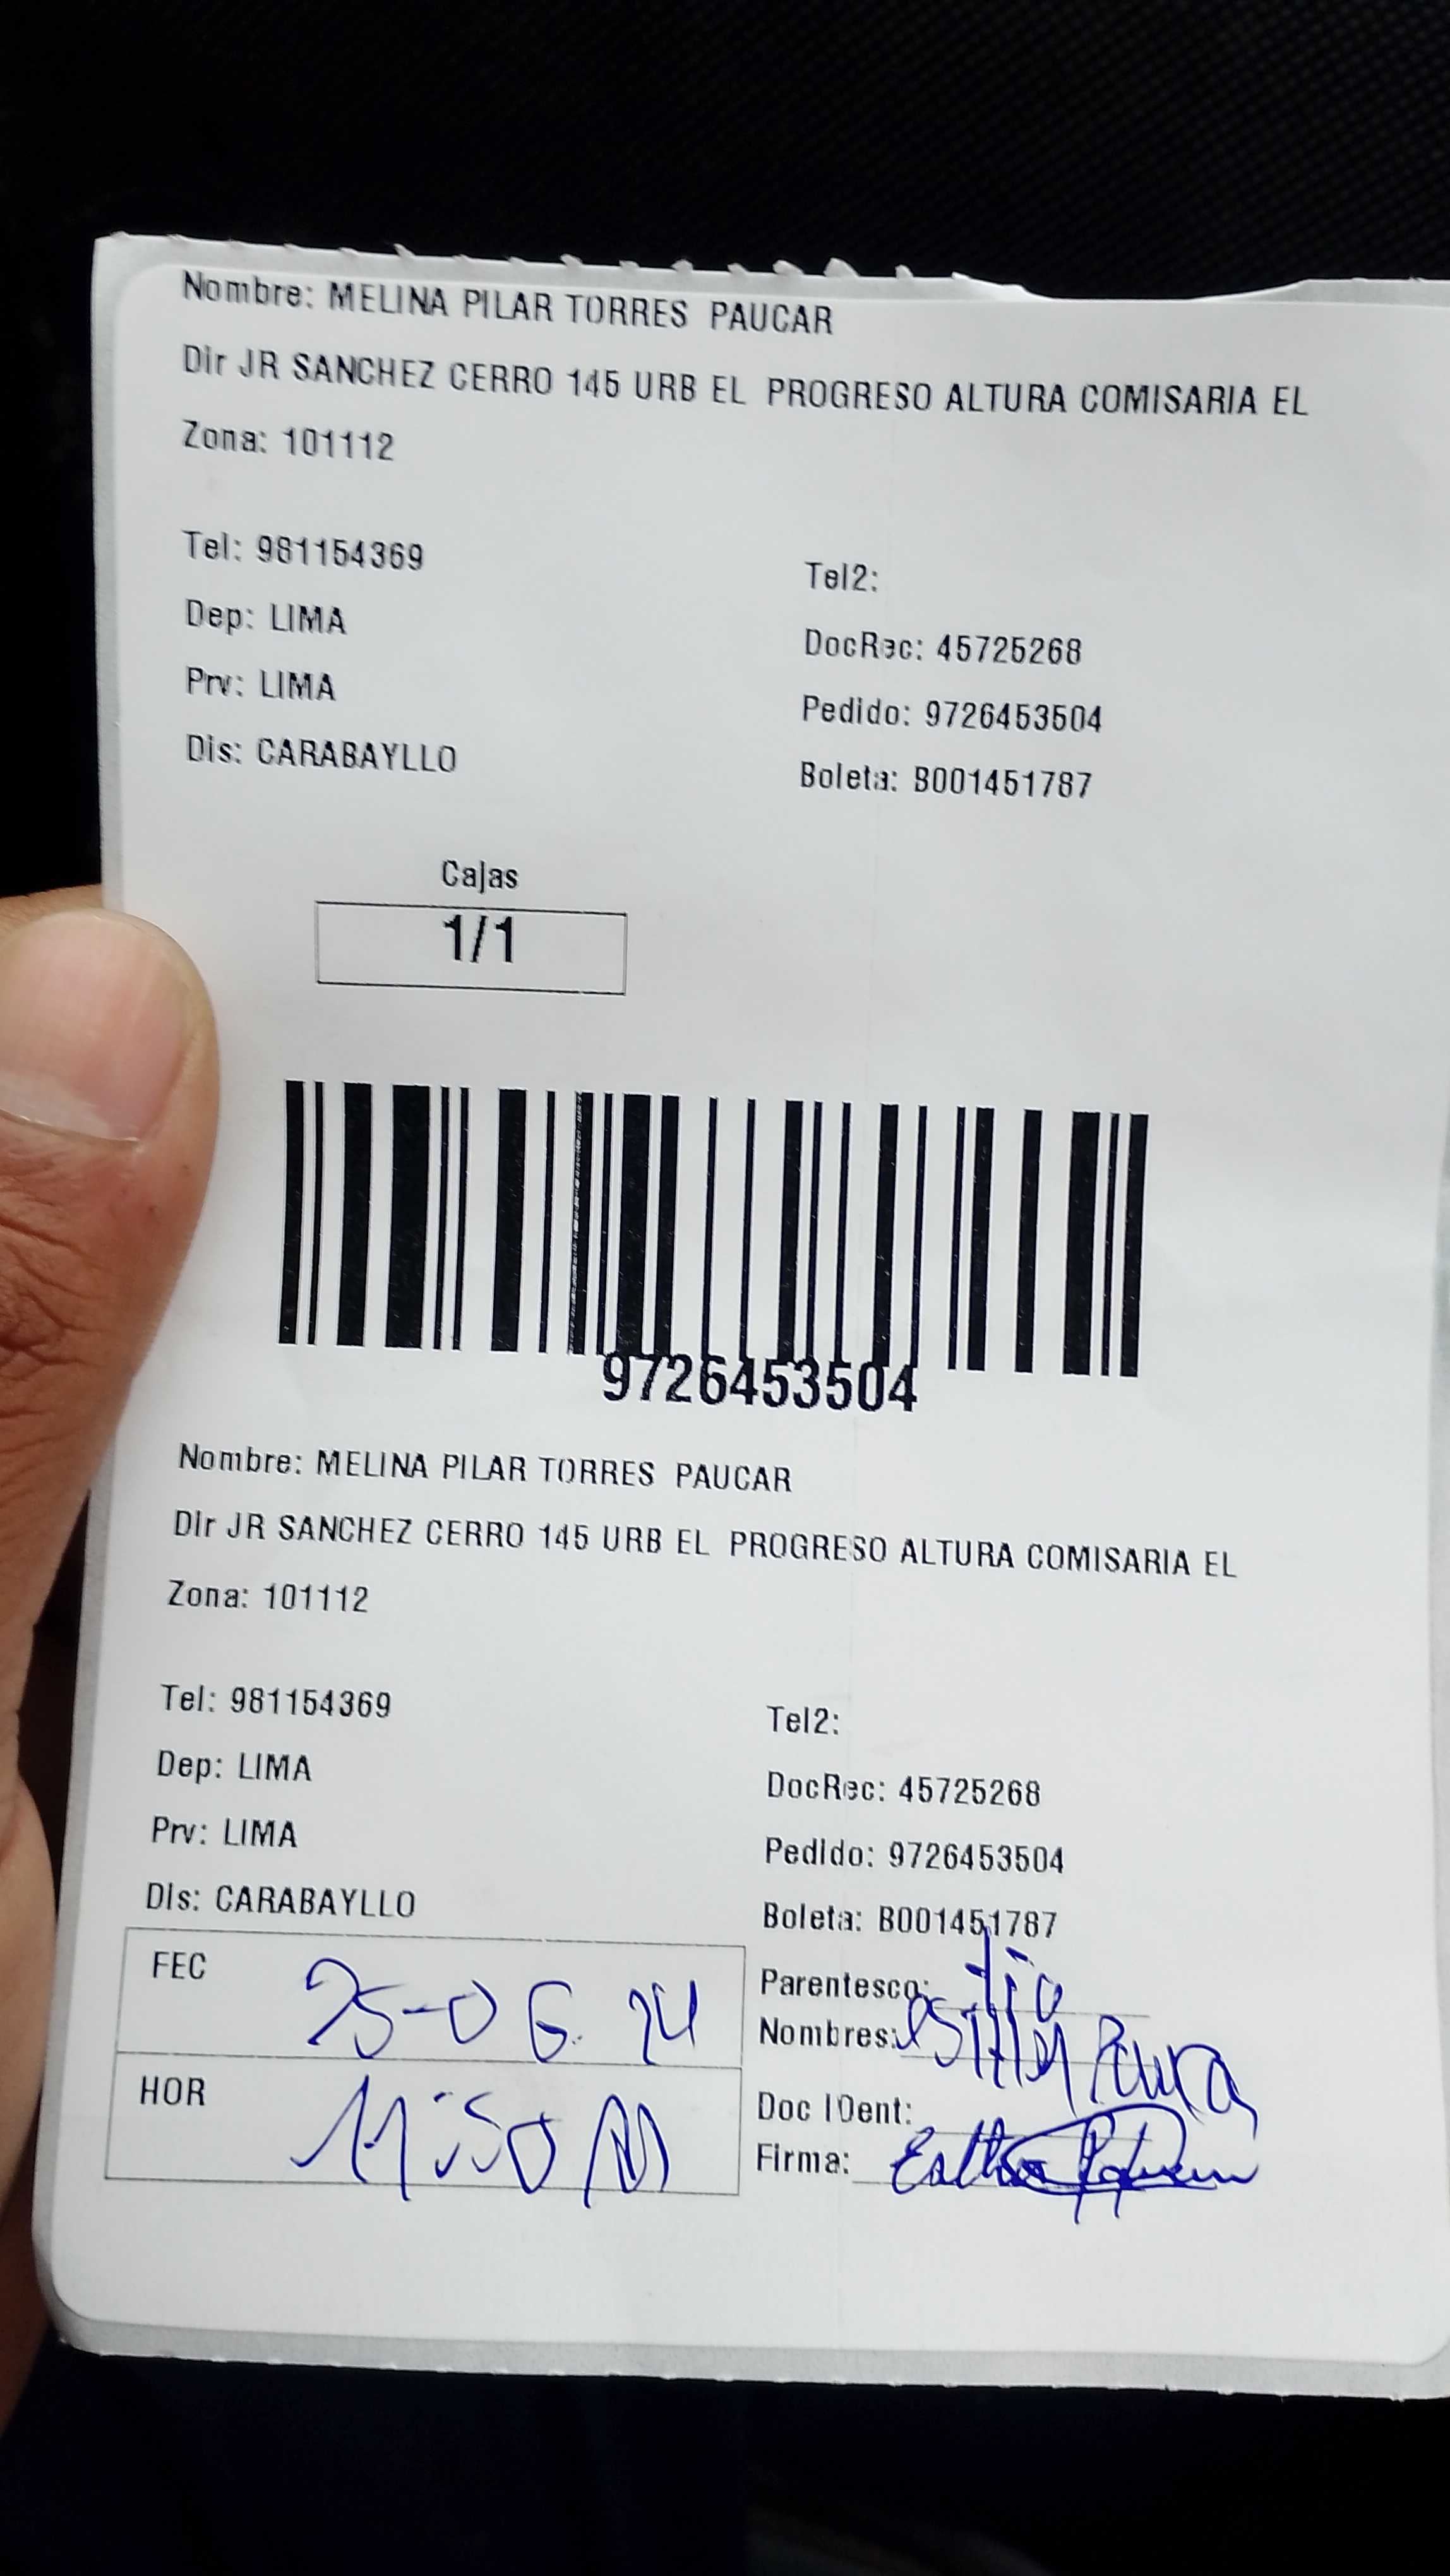 Nombre: MELINA PILAR TORRES PAUCAR
Dir JR SANCHEZ CERRO 145 URB EL PROGRESO ALTURA COMISARIA EL
Zona: 101112
Tel: 981154369
Tel2:
Dep: LIMA
DocRec: 45725268
Prv: LIMA
Pedido: 9726453504
Dis: CARABAYLLO
Boleta: B001451787
Cajas
1/1
9726453504
Nombre: MELINA PILAR TORRES PAUCAR
Dir JR SANCHEZ CERRO 145 URB EL PROGRESO ALTURA COMISARIA EL
Zona: 101112
Tel: 981154369
Tel2:
Dep: LIMA
DocRec: 45725268
Prv: LIMA
Pedido: 9726453504
Dis: CARABAYLLO
Boleta: B001451787
FEC 25-06.24
Parentesco:
Nombres:
HOR 11:50 AM
Doc IDent:
Firma: